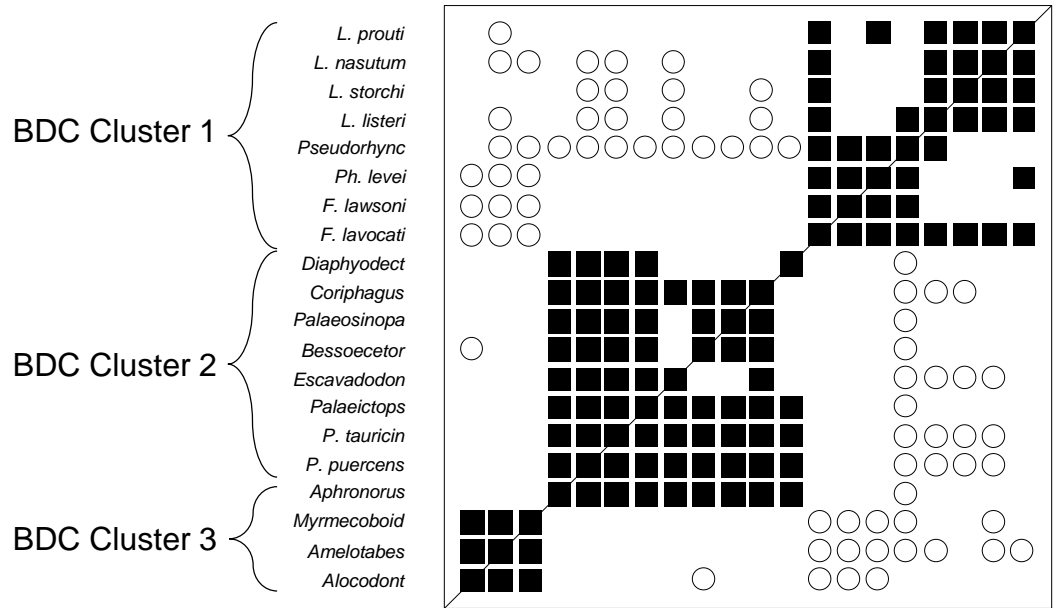 BDC Cluster 1
L. prouti
L. nasutum
L. storchi
L. listeri
Pseudorhync
Ph. levei
F. lawsoni
F. lavocati
BDC Cluster 2
Diaphyodect
Coriphagus
Palaeosinopa
Bessoecetor
Escavadodon
Palaeictops
P. tauricin
P. puercens
Aphronorus
BDC Cluster 3
Myrmecoboid
Amelotabes
Alocodont